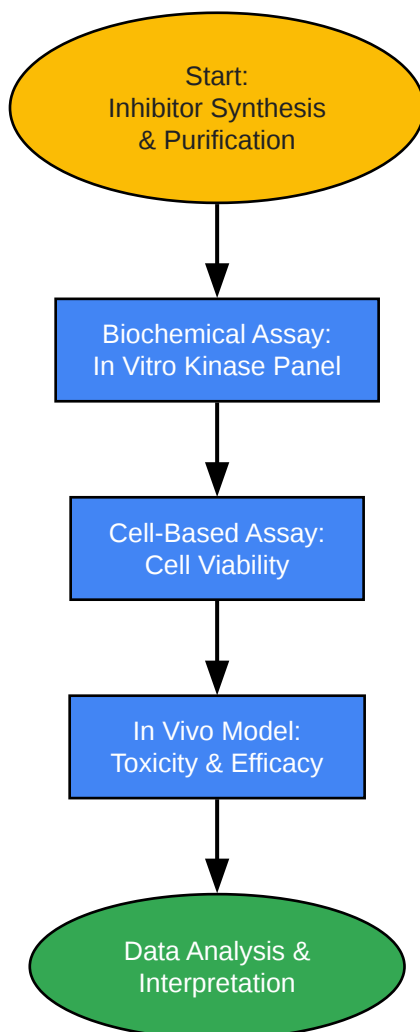 Start:
Inhibitor Synthesis
& Purification
Biochemical Assay:
In Vitro Kinase Panel
Cell-Based Assay:
Cell Viability
In Vivo Model:
Toxicity & Efficacy
Data Analysis &
Interpretation